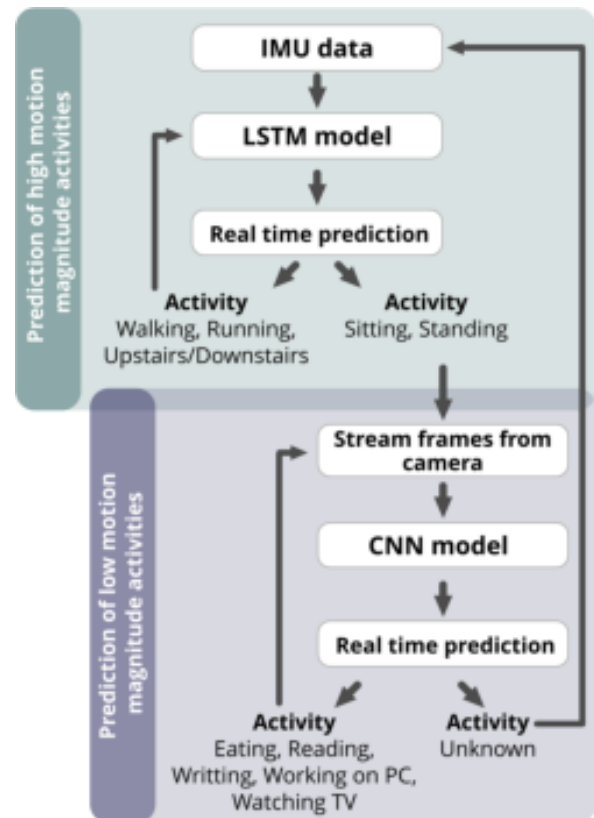 Prediction of high motion
magnitude activities
IMU data
LSTM model
Real time prediction
Activity
Walking, Running,
Upstairs/Downstairs
Activity
Sitting, Standing
Prediction of low motion
magnitude activities
Stream frames from
camera
CNN model
Real time prediction
Activity
Eating, Reading,
Writting, Working on PC,
Watching TV
Activity
Unknown